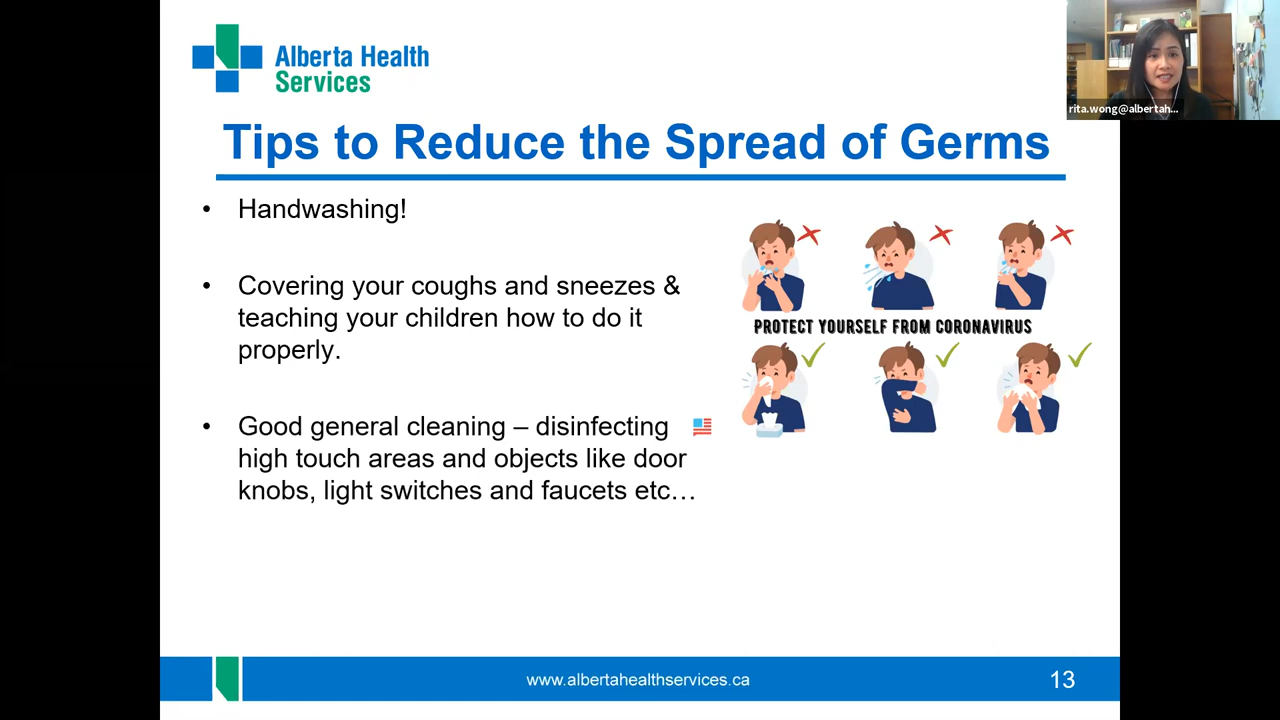 Alberta Health
Services
rita.wong@albertah...
Tips to Reduce the Spread of Germs
• Handwashing!
• Covering your coughs and sneezes &
teaching your children how to do it
properly.
• Good general cleaning – disinfecting
high touch areas and objects like door
knobs, light switches and faucets etc…
PROTECT YOURSELF FROM CORONAVIRUS
www.albertahealthservices.ca
13